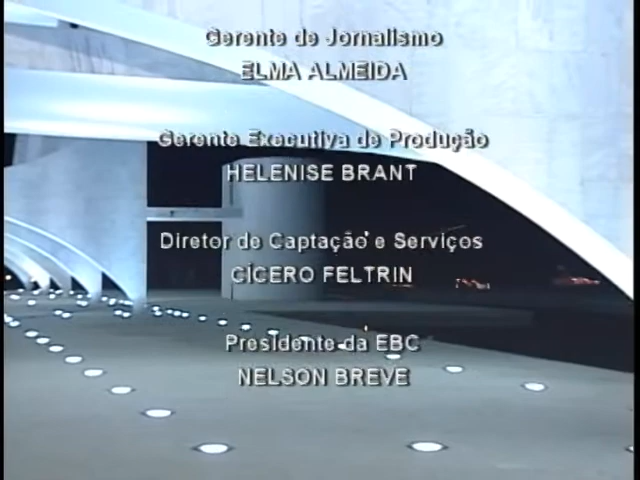 Gerente de Jornalismo
ELMA ALMEIDA
Gerente Executiva de Produção
HELENISE BRANT
Diretor de Captação e Serviços
CÍCERO FELTRIN
Presidente da EBC
NELSON BREVE